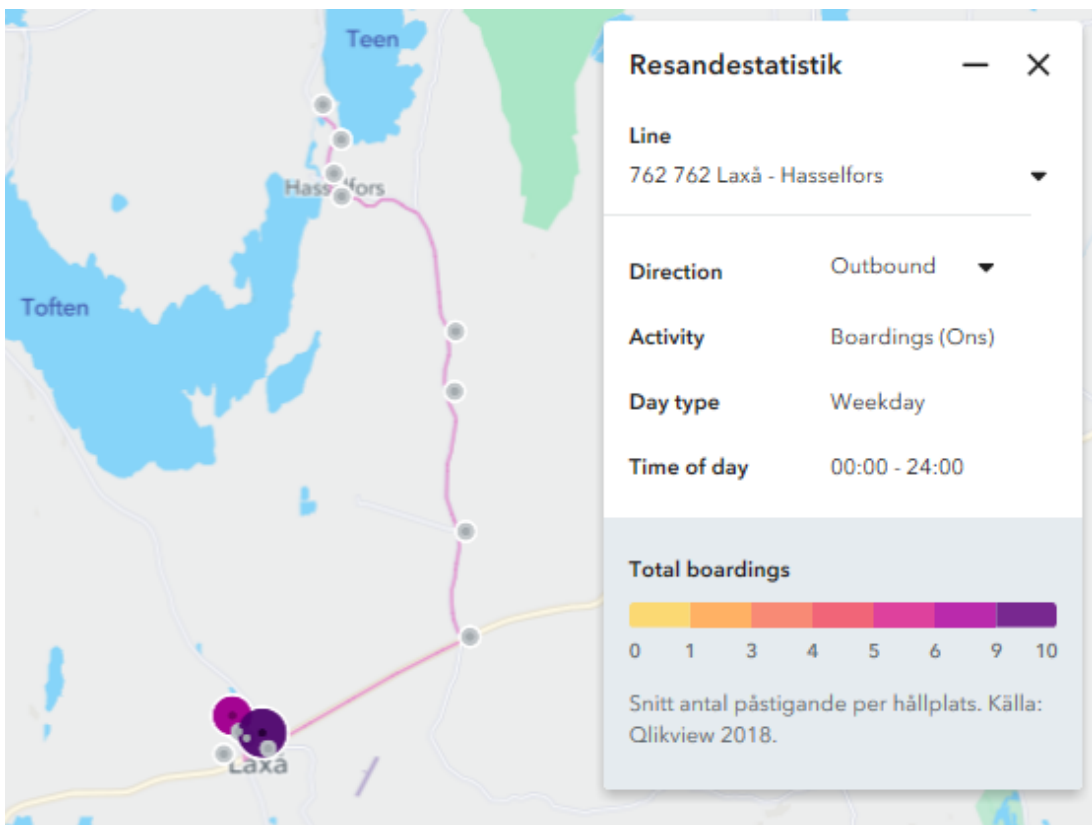 Teen
Hasselfors
Toften
Laxå
Resandestatistik
Line
762 762 Laxå - Hasselfors
Direction Outbound
Activity Boardings (Ons)
Day type Weekday
Time of day 00:00 - 24:00
Total boardings
0 1 3 4 5 6 9 10
Snitt antal påstigande per hållplats. Källa:
Qlikview 2018.